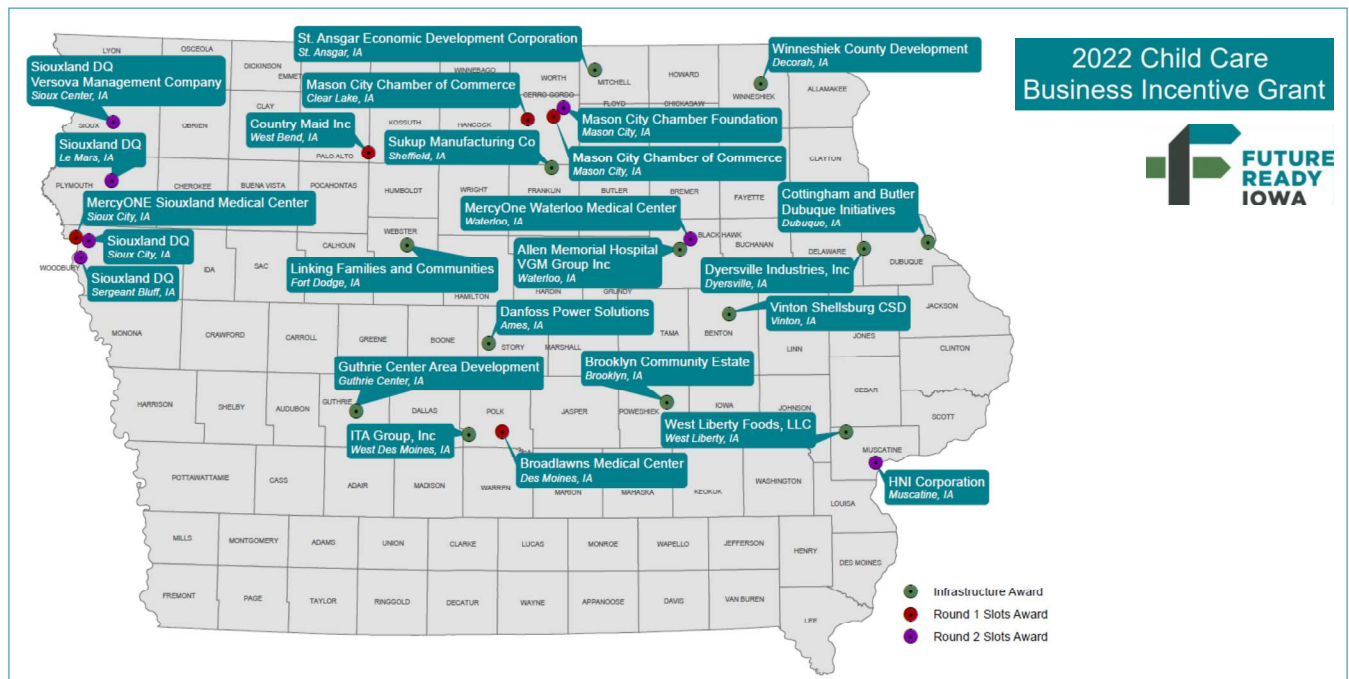 2022 Child Care
Business Incentive Grant
FUTURE
READY
IOWA
St. Ansgar Economic Development Corporation
St. Ansgar, IA
Winneshiek County Development
Decorah, IA
Siouxland DQ
Versova Management Company
Sioux Center, IA
Mason City Chamber of Commerce
Clear Lake, IA
Country Maid Inc
West Bend, IA
Mason City Chamber Foundation
Mason City, IA
Sukup Manufacturing Co
Sheffield, IA
Mason City Chamber of Commerce
Mason City, IA
Siouxland DQ
Le Mars, IA
MercyONE Siouxland Medical Center
Sioux City, IA
MercyOne Waterloo Medical Center
Waterloo, IA
Cottingham and Butler
Dubuque Initiatives
Dubuque, IA
Siouxland DQ
Sioux City, IA
Allen Memorial Hospital
VGM Group Inc
Waterloo, IA
Siouxland DQ
Sergeant Bluff, IA
Linking Families and Communities
Fort Dodge, IA
Dyersville Industries, Inc
Dyersville, IA
Danfoss Power Solutions
Ames, IA
Vinton Shellsburg CSD
Vinton, IA
Guthrie Center Area Development
Guthrie Center, IA
Brooklyn Community Estate
Brooklyn, IA
ITA Group, Inc
West Des Moines, IA
West Liberty Foods, LLC
West Liberty, IA
Broadlawns Medical Center
Des Moines, IA
HNI Corporation
Muscatine, IA
LYON
OSCEOLA
DICKINSON
EMMET
WINNEBAGO
WORTH
MITCHELL
HOWARD
WINNESHIEK
ALLAMAKEE
SIOUX
OBRIEN
CLAY
PALO ALTO
KOSSUTH
HANCOCK
CERRO GORDO
FLOYD
CHICKASAW
PLYMOUTH
CHEROKEE
BUENA VISTA
POCAHONTAS
HUMBOLDT
WRIGHT
FRANKLIN
BUTLER
BREMER
FAYETTE
CLAYTON
WOODBURY
IDA
SAC
CALHOUN
WEBSTER
HAMILTON
HARDIN
GRUNDY
BLACK HAWK
BUCHANAN
DELAWARE
DUBUQUE
JACKSON
MONONA
CRAWFORD
CARROLL
GREENE
BOONE
STORY
MARSHALL
TAMA
BENTON
LINN
JONES
CLINTON
CEDAR
HARRISON
SHELBY
AUDUBON
GUTHRIE
DALLAS
POLK
JASPER
POWESHIEK
IOWA
JOHNSON
SCOTT
MUSCATINE
POTTAWATTAMIE
CASS
ADAIR
MADISON
WARREN
MARION
MAHASKA
KEOKUK
WASHINGTON
LOUISA
MILLS
MONTGOMERY
ADAMS
UNION
CLARKE
LUCAS
MONROE
WAPELLO
JEFFERSON
HENRY
DES MOINES
FREMONT
PAGE
TAYLOR
RINGGOLD
DECATUR
WAYNE
APPANOOSE
DAVIS
VAN BUREN
LEE
Infrastructure Award
Round 1 Slots Award
Round 2 Slots Award